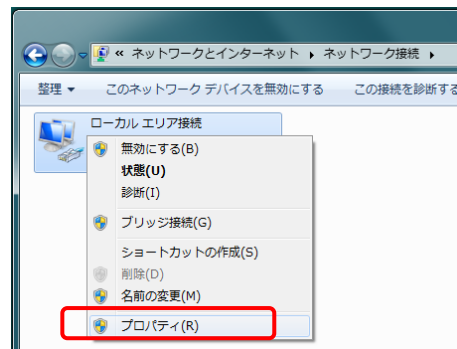 « ネットワークとインターネット ▸ ネットワーク接続 ▸
整理 ▼ このネットワーク デバイスを無効にする この接続を診断する
ローカル エリア接続
無効にする(B)
状態(U)
診断(I)
ブリッジ接続(G)
ショートカットの作成(S)
削除(D)
名前の変更(M)
プロパティ(R)